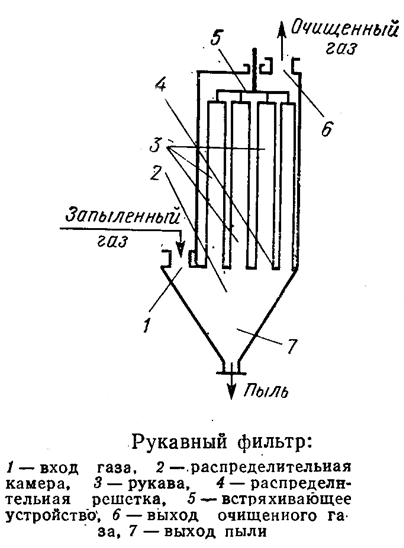 Очищенный
газ
5
4
6
3
2
Запыленный
газ
1
7
Пыль
Рукавный фильтр:
1 — вход газа, 2 — распределительная
камера, 3 — рукава, 4 — распредели-
тельная решетка, 5 — встряхивающее
устройство, 6 — выход очищенного га-
за, 7 — выход пыли